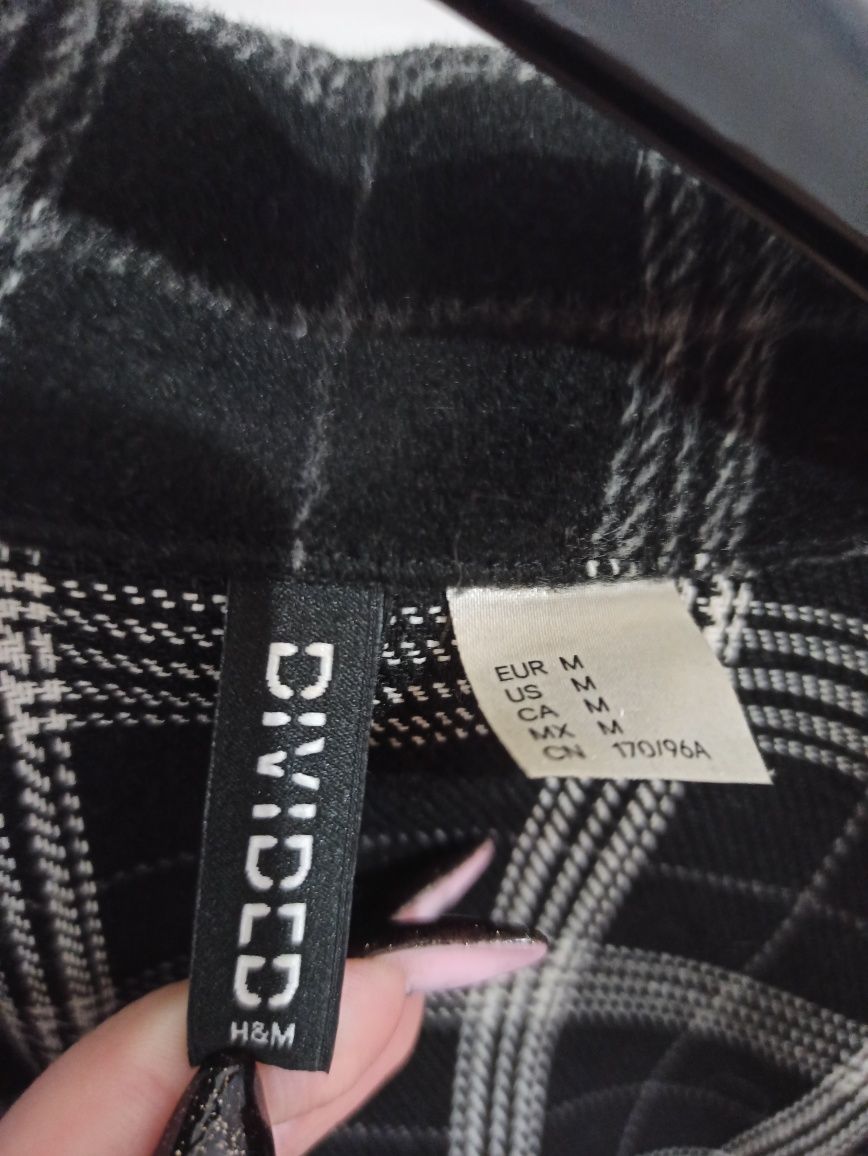 DIVIDED
H&M
EUR M
US M
CA M
MX M
CN 170/96A